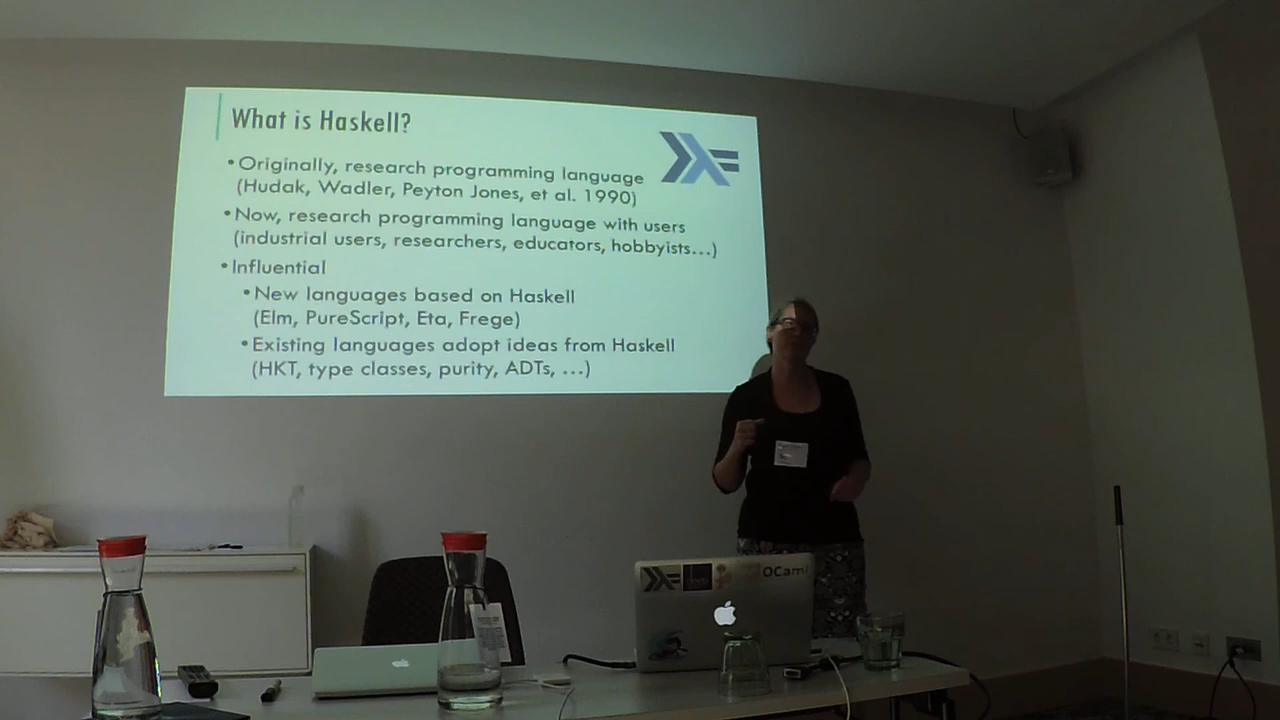 What is Haskell?
•Originally, research programming language
(Hudak, Wadler, Peyton Jones, et al. 1990)
•Now, research programming language with users
(industrial users, researchers, educators, hobbyists...)
•Influential
•New languages based on Haskell
(Elm, PureScript, Eta, Frege)
•Existing languages adopt ideas from Haskell
(HKT, type classes, purity, ADTs, ...)
OCaml